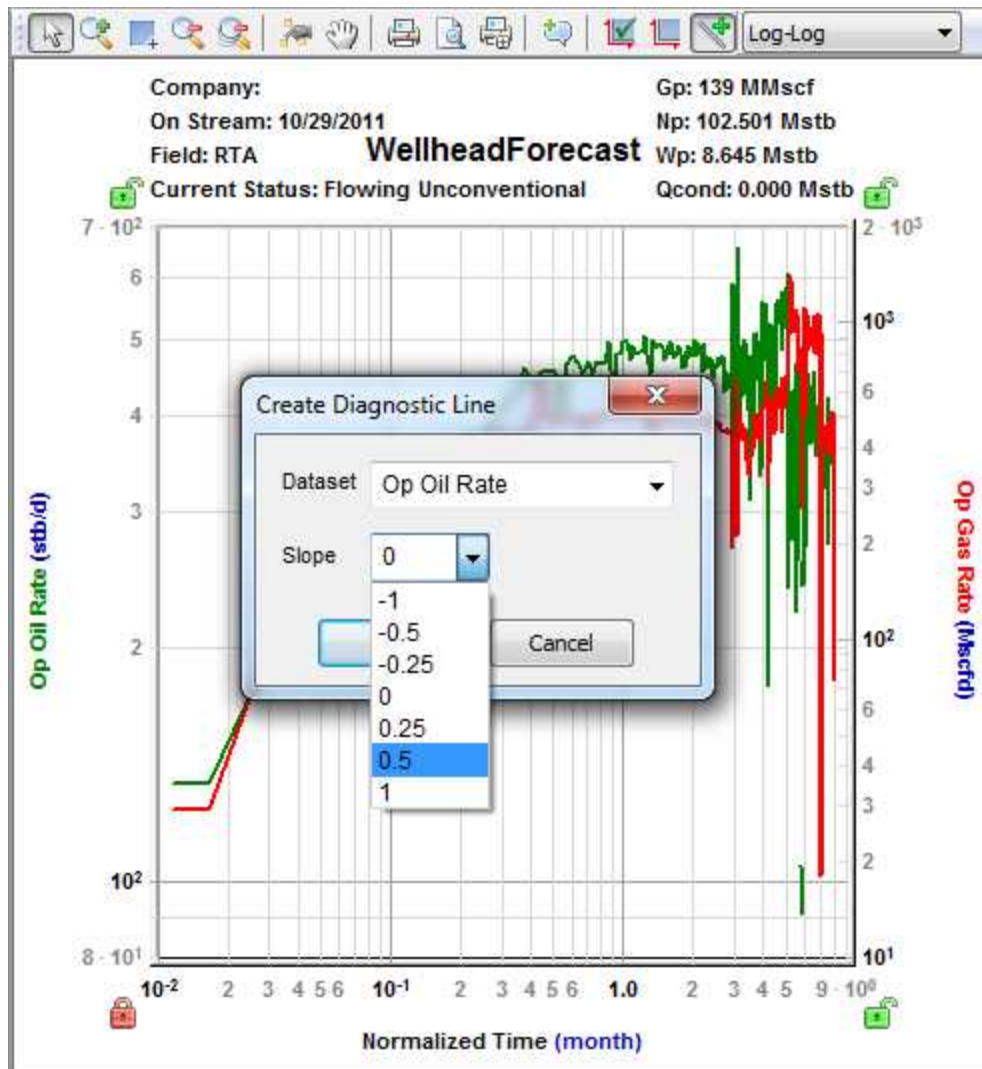 Log-Log
Company:
Gp: 139 MMscf
On Stream: 10/29/2011
Np: 102.501 Mstb
Field: RTA
WellheadForecast
Wp: 8.645 Mstb
Current Status: Flowing Unconventional
Qcond: 0.000 Mstb
7 · 10²
6
5
4
3
2
10²
8 · 10¹
Op Oil Rate (stb/d)
Create Diagnostic Line
Dataset
Op Oil Rate
Slope
0
-1
-0.5
-0.25
0
0.25
0.5
1
Cancel
2 · 10³
10³
6
4
3
2
10²
6
4
3
2
10¹
Op Gas Rate (Mscfd)
10⁻² 2 3 4 5 6 10⁻¹ 2 3 4 5 6 1.0 2 3 4 5 9 · 10⁰
Normalized Time (month)